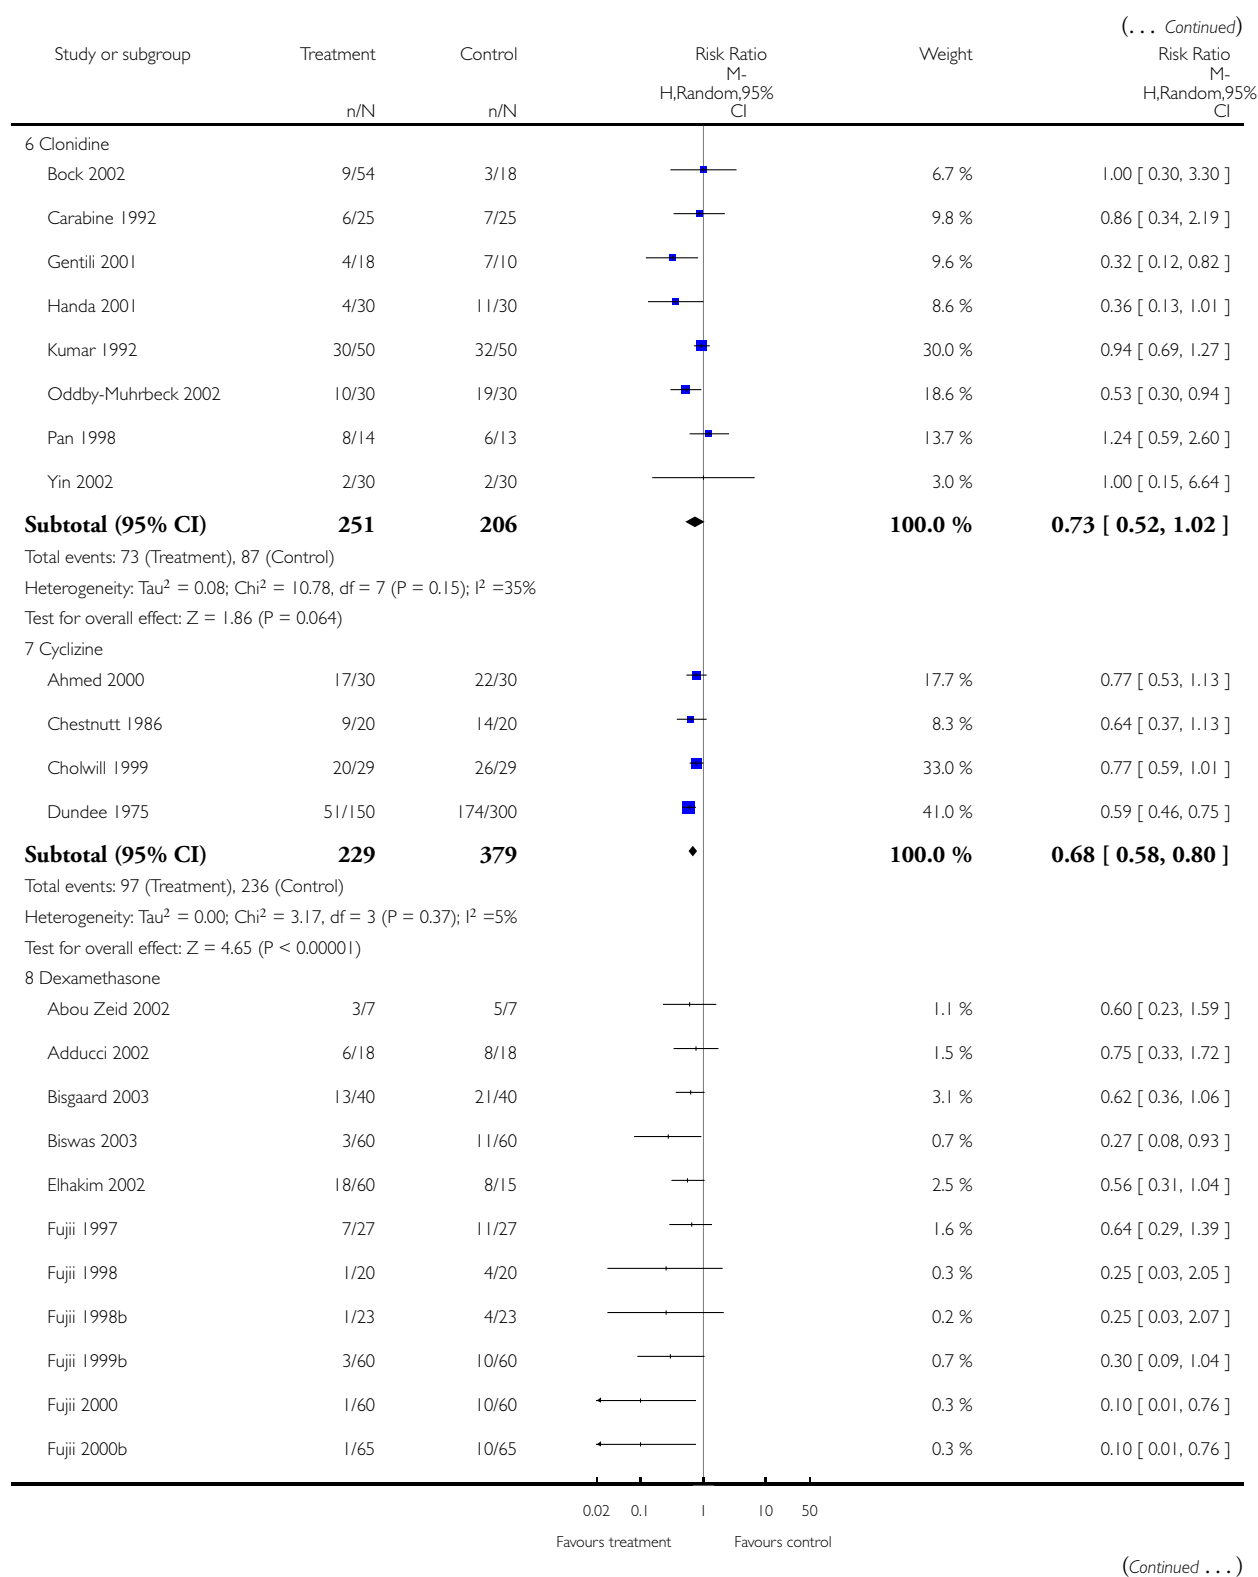 (... Continued)
Study or subgroup Treatment Control Risk Ratio Weight Risk Ratio
M- M-
H,Random,95% H,Random,95%
n/N n/N CI CI
6 Clonidine
Bock 2002 9/54 3/18 6.7 % 1.00 [ 0.30, 3.30 ]
Carabine 1992 6/25 7/25 9.8 % 0.86 [ 0.34, 2.19 ]
Gentili 2001 4/18 7/10 9.6 % 0.32 [ 0.12, 0.82 ]
Handa 2001 4/30 11/30 8.6 % 0.36 [ 0.13, 1.01 ]
Kumar 1992 30/50 32/50 30.0 % 0.94 [ 0.69, 1.27 ]
Oddby-Muhrbeck 2002 10/30 19/30 18.6 % 0.53 [ 0.30, 0.94 ]
Pan 1998 8/14 6/13 13.7 % 1.24 [ 0.59, 2.60 ]
Yin 2002 2/30 2/30 3.0 % 1.00 [ 0.15, 6.64 ]
Subtotal (95% CI) 251 206 100.0 % 0.73 [ 0.52, 1.02 ]
Total events: 73 (Treatment), 87 (Control)
Heterogeneity: Tau² = 0.08; Chi² = 10.78, df = 7 (P = 0.15); I² =35%
Test for overall effect: Z = 1.86 (P = 0.064)
7 Cyclizine
Ahmed 2000 17/30 22/30 17.7 % 0.77 [ 0.53, 1.13 ]
Chestnutt 1986 9/20 14/20 8.3 % 0.64 [ 0.37, 1.13 ]
Cholwill 1999 20/29 26/29 33.0 % 0.77 [ 0.59, 1.01 ]
Dundee 1975 51/150 174/300 41.0 % 0.59 [ 0.46, 0.75 ]
Subtotal (95% CI) 229 379 100.0 % 0.68 [ 0.58, 0.80 ]
Total events: 97 (Treatment), 236 (Control)
Heterogeneity: Tau² = 0.00; Chi² = 3.17, df = 3 (P = 0.37); I² =5%
Test for overall effect: Z = 4.65 (P < 0.00001)
8 Dexamethasone
Abou Zeid 2002 3/7 5/7 1.1 % 0.60 [ 0.23, 1.59 ]
Adducci 2002 6/18 8/18 1.5 % 0.75 [ 0.33, 1.72 ]
Bisgaard 2003 13/40 21/40 3.1 % 0.62 [ 0.36, 1.06 ]
Biswas 2003 3/60 11/60 0.7 % 0.27 [ 0.08, 0.93 ]
Elhakim 2002 18/60 8/15 2.5 % 0.56 [ 0.31, 1.04 ]
Fujii 1997 7/27 11/27 1.6 % 0.64 [ 0.29, 1.39 ]
Fujii 1998 1/20 4/20 0.3 % 0.25 [ 0.03, 2.05 ]
Fujii 1998b 1/23 4/23 0.2 % 0.25 [ 0.03, 2.07 ]
Fujii 1999b 3/60 10/60 0.7 % 0.30 [ 0.09, 1.04 ]
Fujii 2000 1/60 10/60 0.3 % 0.10 [ 0.01, 0.76 ]
Fujii 2000b 1/65 10/65 0.3 % 0.10 [ 0.01, 0.76 ]
0.02 0.1 1 10 50
Favours treatment Favours control
(Continued ...)